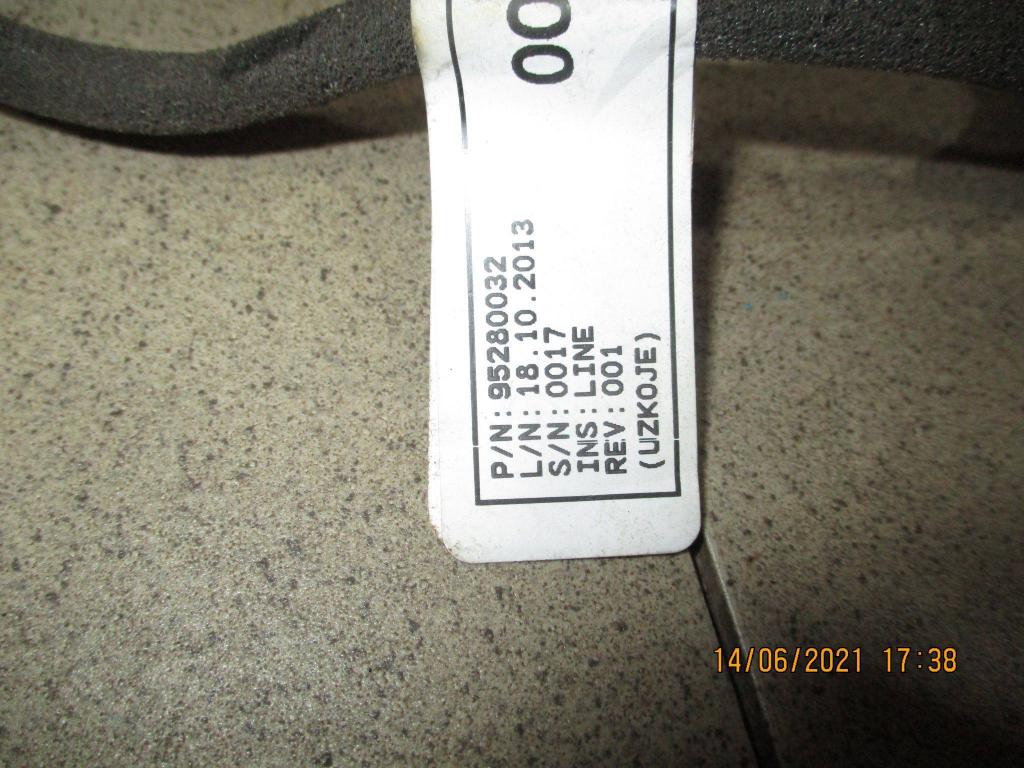 00
P/N: 95280032
L/N: 18.10.2013
S/N: 0017
INS: LINE
REV: 001
(UZKOJE)
14/06/2021 17:38